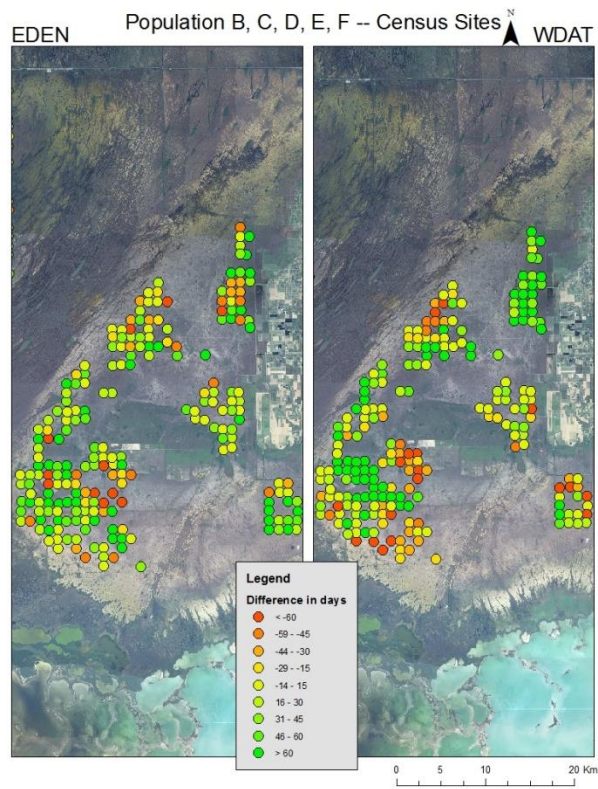 Population B, C, D, E, F -- Census Sites
N
EDEN
WDAT
Legend
Difference in days
< -60
-59 - -45
-44 - -30
-29 - -15
-14 - 15
16 - 30
31 - 45
46 - 60
> 60
0 5 10 20 Km